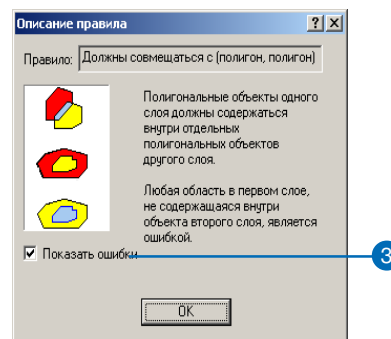 Описание правила
Правило: Должны совмещаться с (полигон, полигон)
Полигональные объекты одного
слоя должны содержаться
внутри отдельных
полигональных объектов
другого слоя.
Любая область в первом слое,
не содержащаяся внутри
объекта второго слоя, является
ошибкой.
Показать ошибки
3
OK